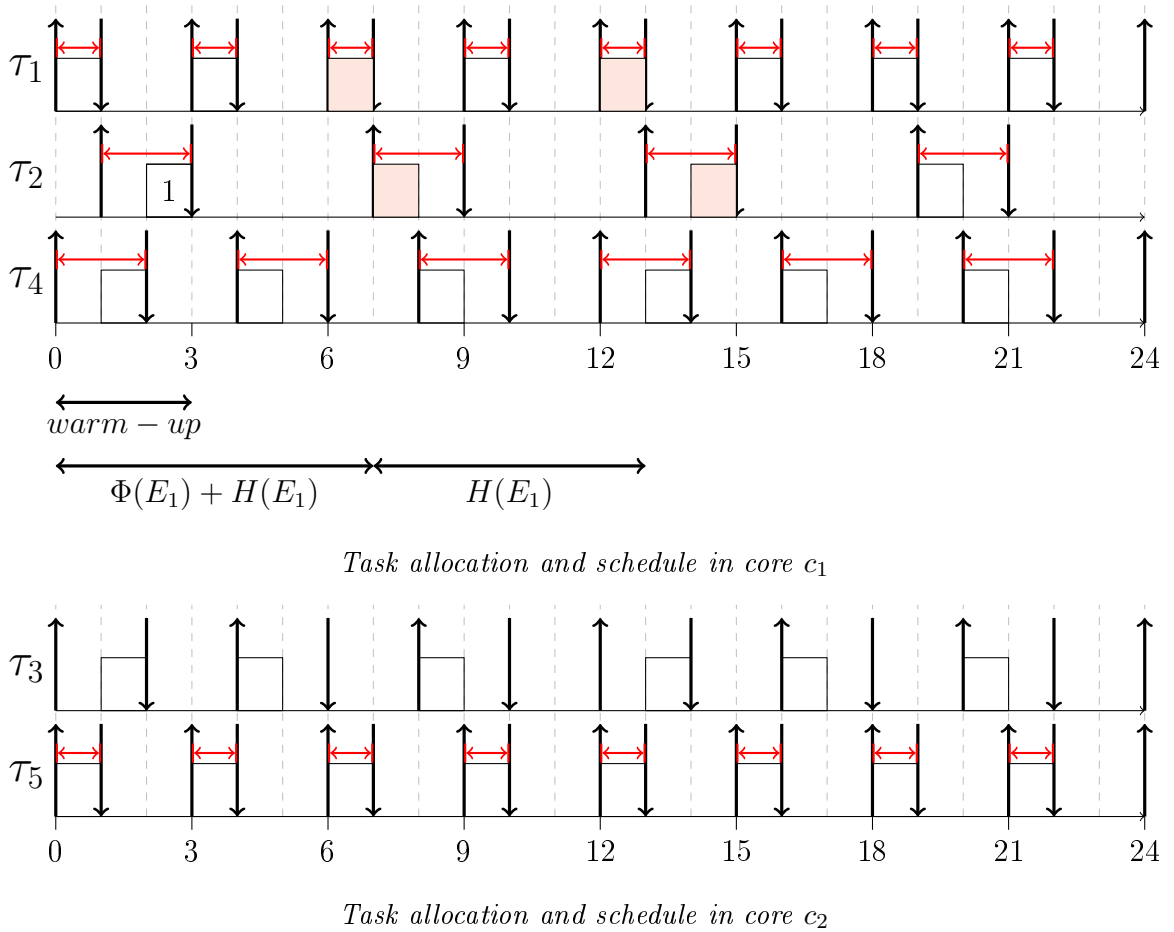 τ₁
τ₂ 1
τ₄
0 3 6 9 12 15 18 21 24
warm − up
Φ(E₁) + H(E₁) H(E₁)
Task allocation and schedule in core c₁
τ₃
τ₅
0 3 6 9 12 15 18 21 24
Task allocation and schedule in core c₂